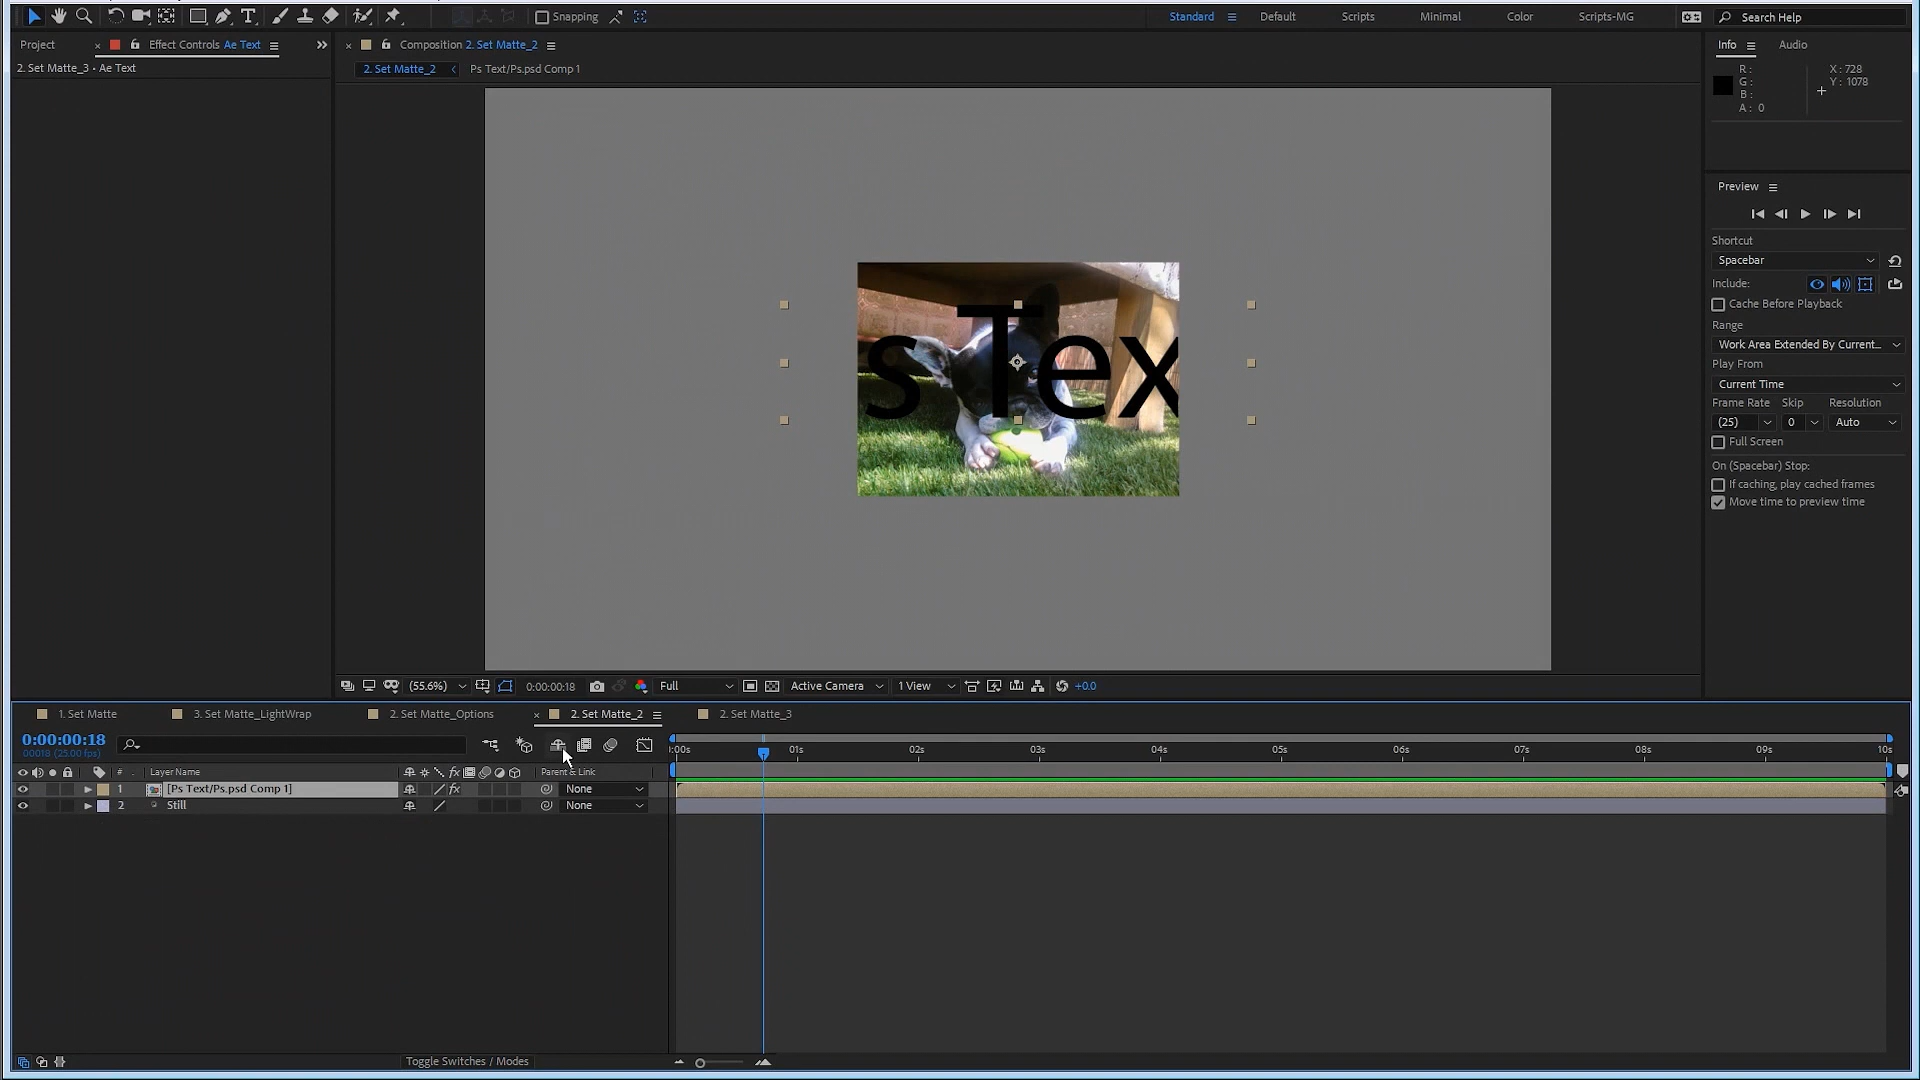 Snapping
Standard
Default
Scripts
Minimal
Color
Scripts-MG
Search Help
Project
Effect Controls Ae Text
Composition 2. Set Matte_2
Info
Audio
2. Set Matte_3 • Ae Text
2. Set Matte_2
Ps Text/Ps.psd Comp 1
R :
G :
B :
A : 0
X : 728
Y : 1078
Preview
Shortcut
Spacebar
Include:
Cache Before Playback
Range
Work Area Extended By Current...
Play From
Current Time
Frame Rate Skip Resolution
(25) 0 Auto
Full Screen
On (Spacebar) Stop:
If caching, play cached frames
Move time to preview time
s Tex
(55.6%)
0:00:00:18
Full
Active Camera
1 View
+0.0
1. Set Matte
3. Set Matte_LightWrap
2. Set Matte_Options
2. Set Matte_2
2. Set Matte_3
0:00:00:18
00018 (25.00 fps)
:00s 01s 02s 03s 04s 05s 06s 07s 08s 09s 10s
# Layer Name
Parent & Link
1 [Ps Text/Ps.psd Comp 1] fx None
2 Still None
Toggle Switches / Modes